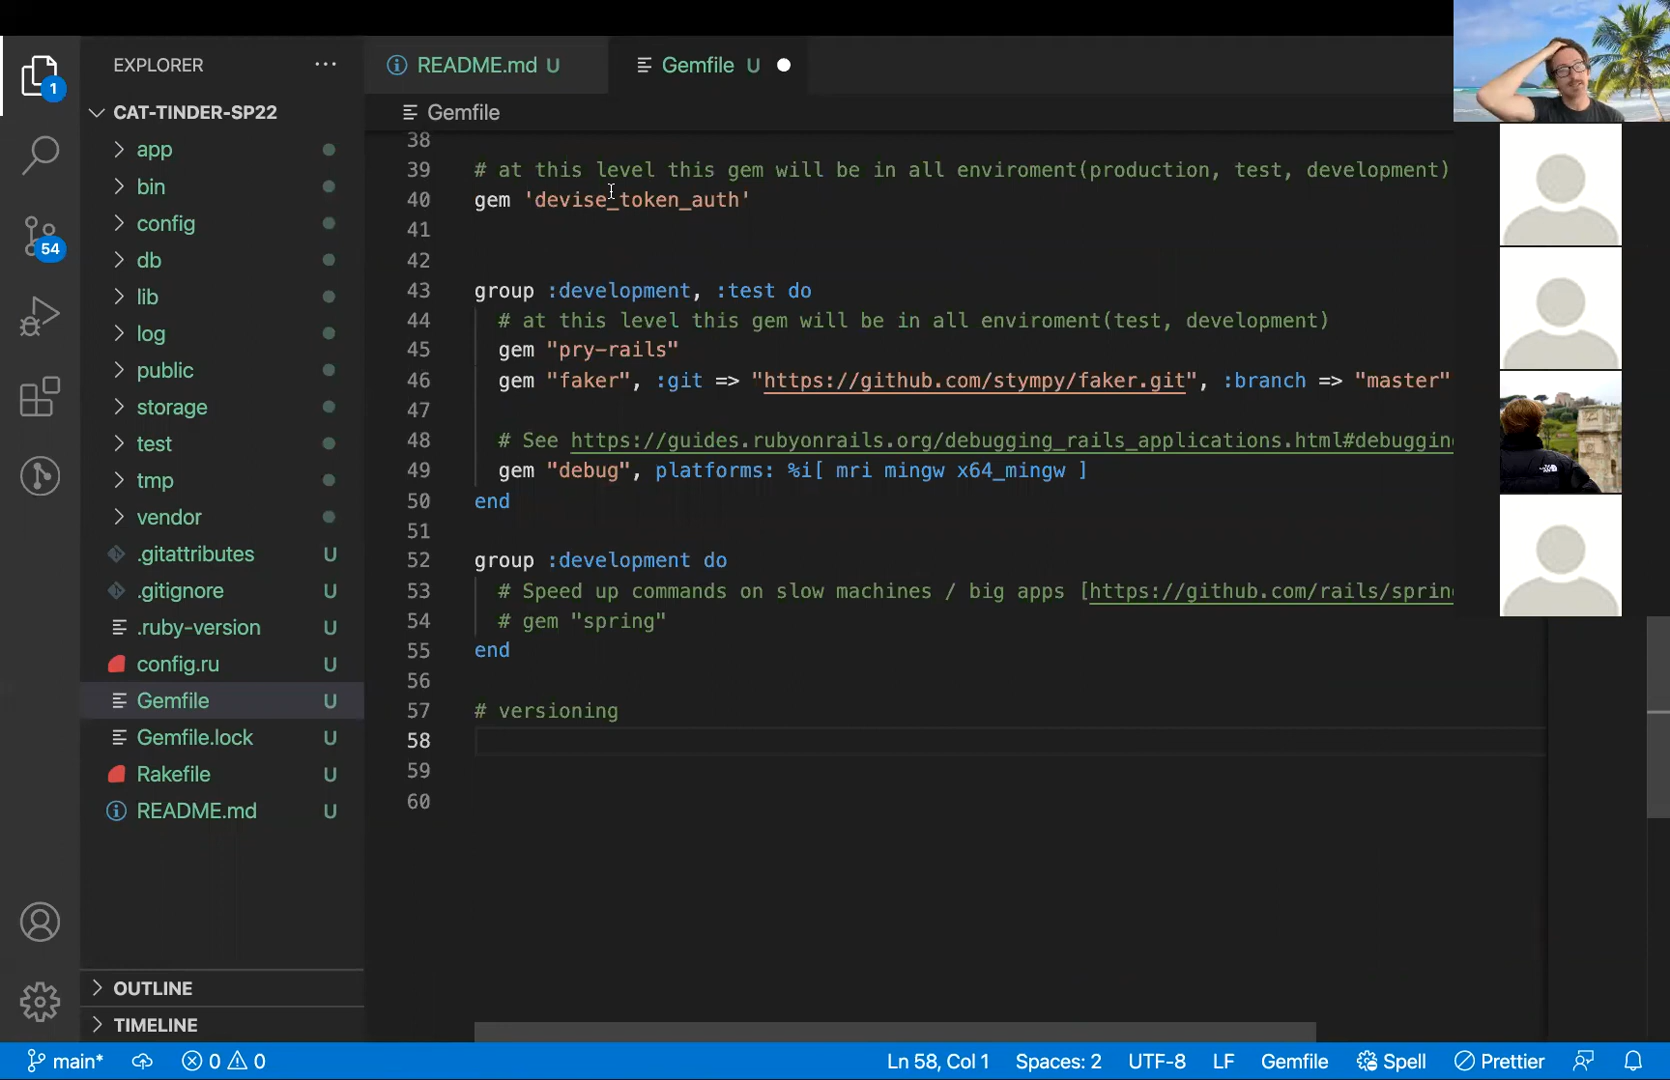 EXPLORER
README.md U
Gemfile U
CAT-TINDER-SP22
Gemfile
app
bin
config
db
lib
log
public
storage
test
tmp
vendor
.gitattributes U
.gitignore U
.ruby-version U
config.ru U
Gemfile U
Gemfile.lock U
Rakefile U
README.md U
OUTLINE
TIMELINE
1
54
38
39 # at this level this gem will be in all enviroment(production, test, development)
40 gem 'devise_token_auth'
41
42
43 group :development, :test do
44 # at this level this gem will be in all enviroment(test, development)
45 gem "pry-rails"
46 gem "faker", :git => "https://github.com/stympy/faker.git", :branch => "master"
47
48 # See https://guides.rubyonrails.org/debugging_rails_applications.html#debugging
49 gem "debug", platforms: %i[ mri mingw x64_mingw ]
50 end
51
52 group :development do
53 # Speed up commands on slow machines / big apps [https://github.com/rails/spring
54 # gem "spring"
55 end
56
57 # versioning
58
59
60
main* 0 0 Ln 58, Col 1 Spaces: 2 UTF-8 LF Gemfile Spell Prettier